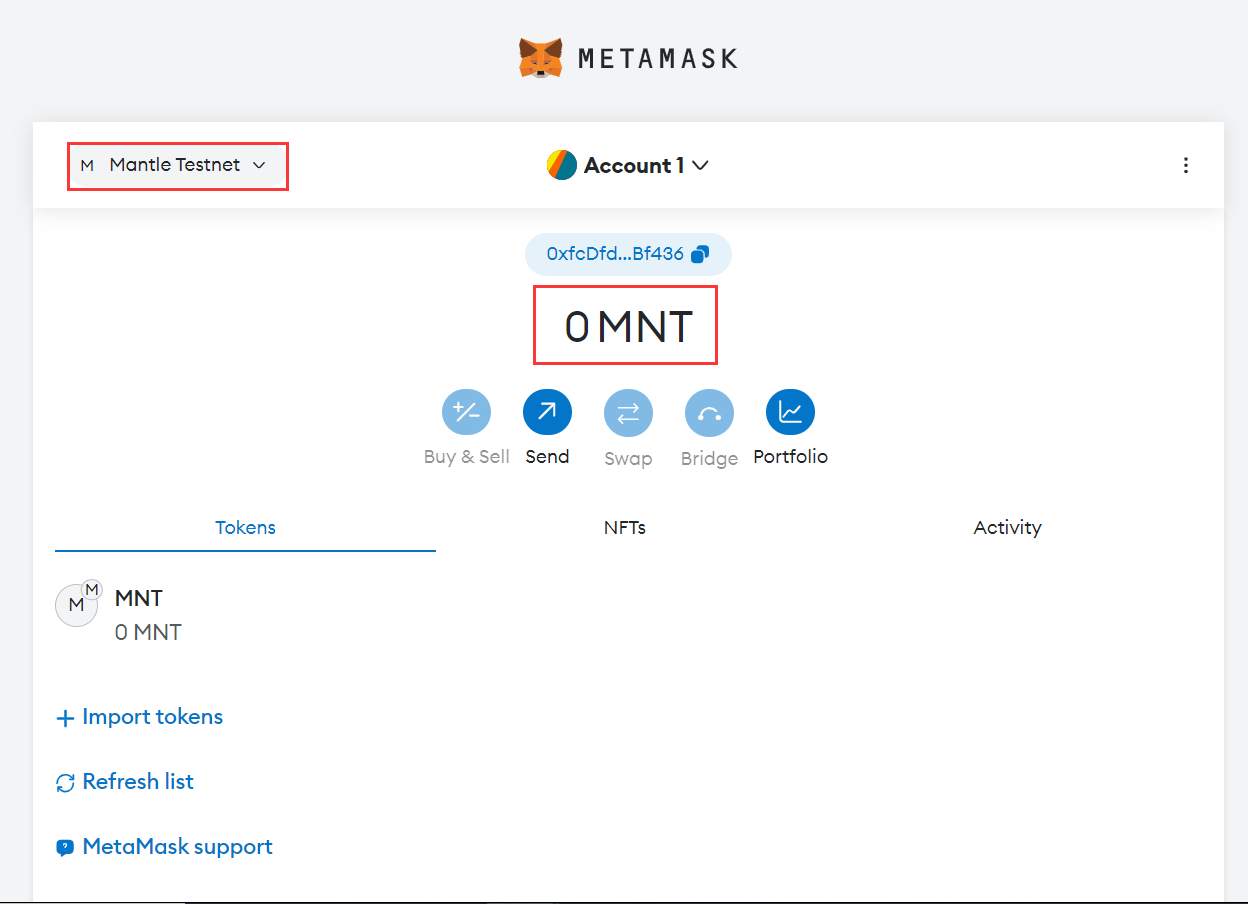 METAMASK
M Mantle Testnet
Account 1
0xfcDfd...Bf436
0 MNT
Buy & Sell Send Swap Bridge Portfolio
Tokens NFTs Activity
M
M
MNT
0 MNT
+ Import tokens
Refresh list
? MetaMask support